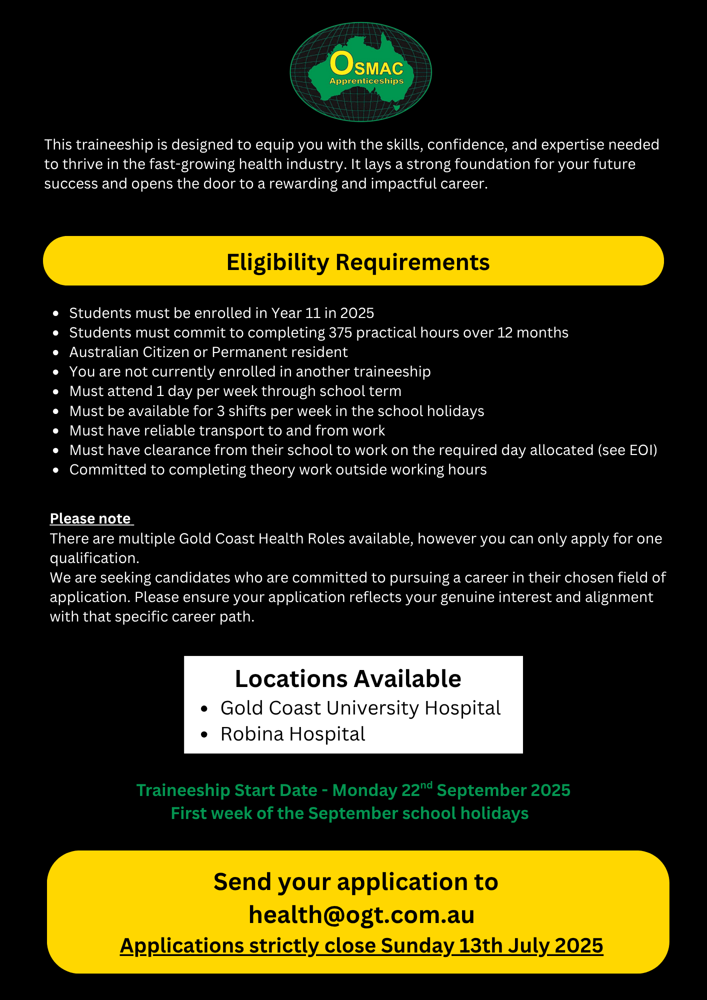 OSMAC
Apprenticeships
This traineeship is designed to equip you with the skills, confidence, and expertise needed
to thrive in the fast-growing health industry. It lays a strong foundation for your future
success and opens the door to a rewarding and impactful career.
Eligibility Requirements
• Students must be enrolled in Year 11 in 2025
• Students must commit to completing 375 practical hours over 12 months
• Australian Citizen or Permanent resident
• You are not currently enrolled in another traineeship
• Must attend 1 day per week through school term
• Must be available for 3 shifts per week in the school holidays
• Must have reliable transport to and from work
• Must have clearance from their school to work on the required day allocated (see EOI)
• Committed to completing theory work outside working hours
Please note
There are multiple Gold Coast Health Roles available, however you can only apply for one
qualification.
We are seeking candidates who are committed to pursuing a career in their chosen field of
application. Please ensure your application reflects your genuine interest and alignment
with that specific career path.
Locations Available
• Gold Coast University Hospital
• Robina Hospital
Traineeship Start Date - Monday 22nd September 2025
First week of the September school holidays
Send your application to
health@ogt.com.au
Applications strictly close Sunday 13th July 2025